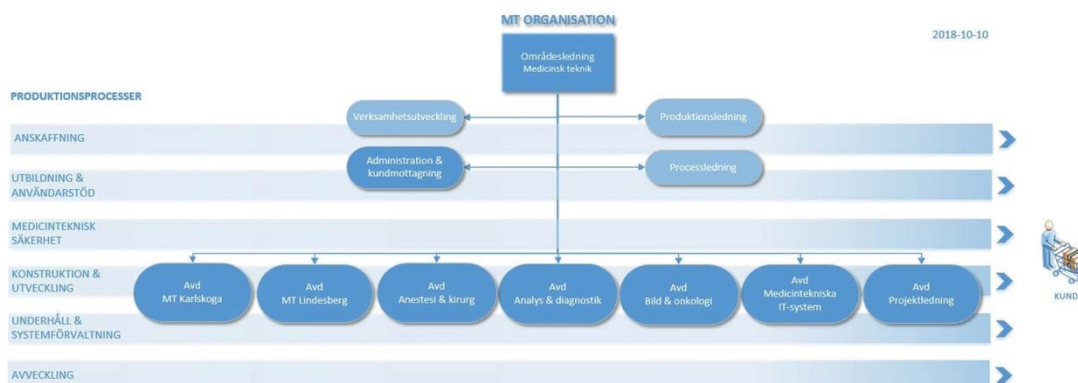 MT ORGANISATION
2018-10-10
Områdesledning
Medicinsk teknik
PRODUKTIONSPROCESSER
Verksamhetsutveckling
Produktionsledning
ANSKAFFNING
Administration &
kundmottagning
Processledning
UTBILDNING &
ANVÄNDARSTÖD
MEDICINTEKNISK
SÄKERHET
KONSTRUKTION &
UTVECKLING
Avd
MT Karlskoga
Avd
MT Lindesberg
Avd
Anestesi & kirurg
Avd
Analys & diagnostik
Avd
Bild & onkologi
Avd
Medicintekniska
IT-system
Avd
Projektledning
KUND
UNDERHÅLL &
SYSTEMFÖRVALTNING
AVVECKLING